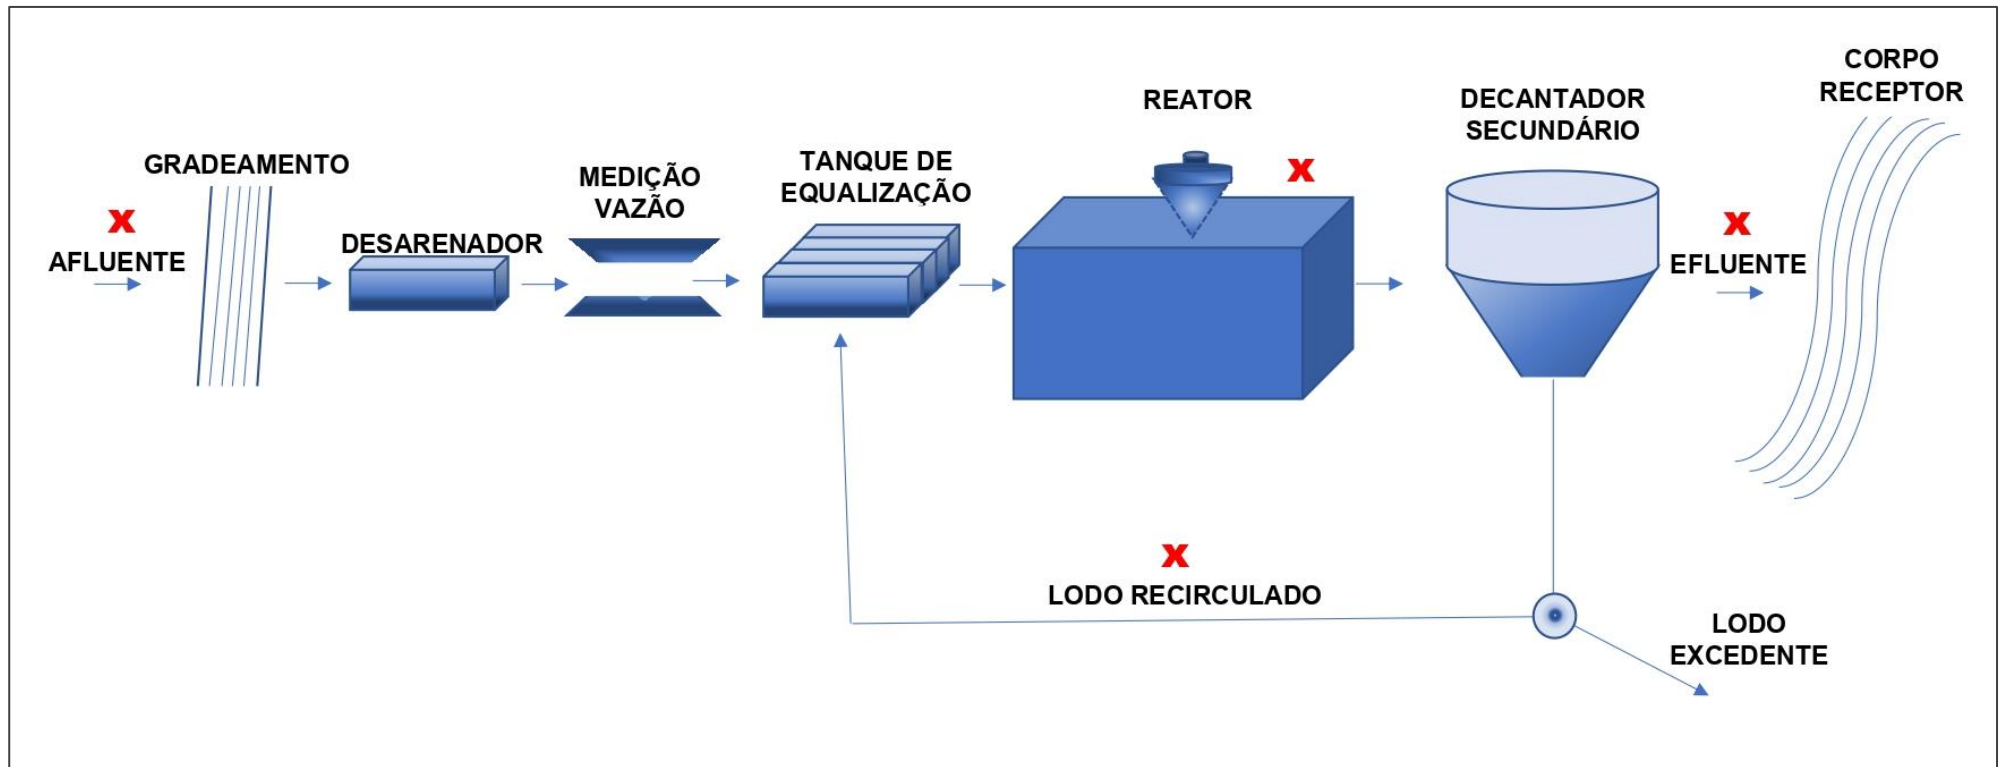 GRADEAMENTO
X
AFLUENTE
DESARENADOR
MEDIÇÃO
VAZÃO
TANQUE DE
EQUALIZAÇÃO
REATOR
X
DECANTADOR
SECUNDÁRIO
X
EFLUENTE
CORPO
RECEPTOR
X
LODO RECIRCULADO
LODO
EXCEDENTE